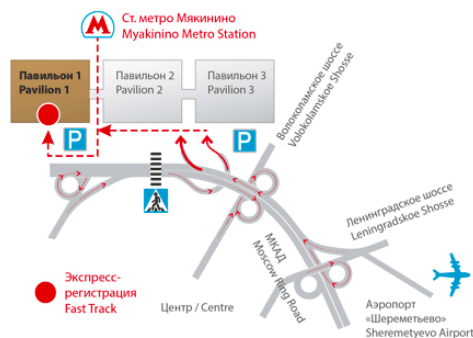 Ст. метро Мякинино
Myakinino Metro Station
Павильон 1
Pavilion 1
Павильон 2
Pavilion 2
Павильон 3
Pavilion 3
P
P
Волоколамское шоссе
Volokolamskoe Shosse
Ленинградское шоссе
Leningradskoe Shosse
МКАД
Moscow Ring Road
Экспресс-
регистрация
Fast Track
Центр / Centre
Аэропорт
«Шереметьево»
Sheremetyevo Airport